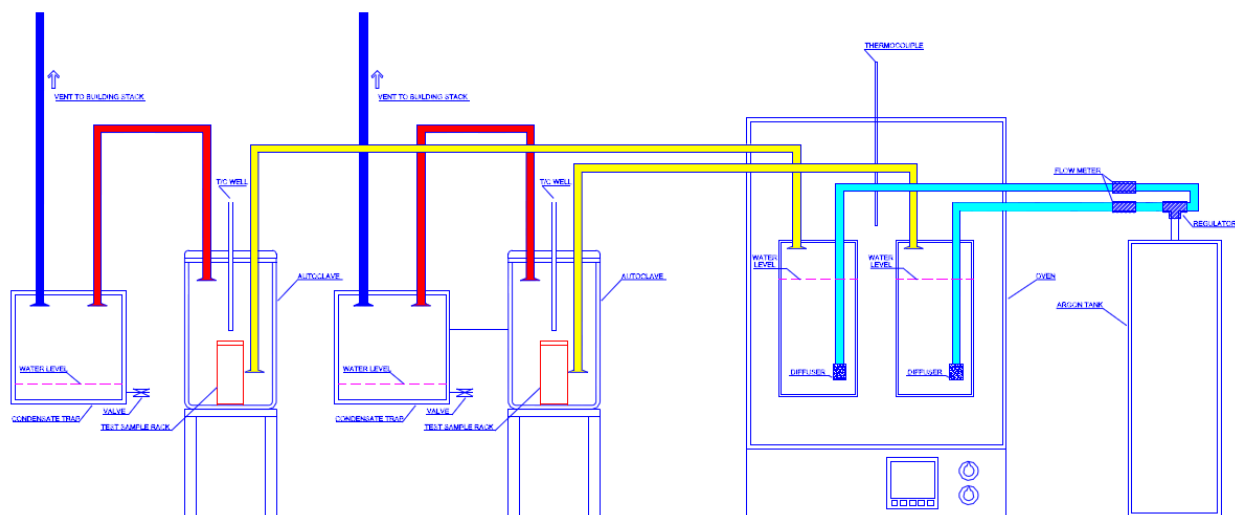 THERMOCOUPLE
VENT TO BUILDING STACK
VENT TO BUILDING STACK
FLOW METER
T/C WELL
T/C WELL
REGULATOR
WATER
LEVEL
WATER
LEVEL
AUTOCLAVE
AUTOCLAVE
OVEN
ARGON TANK
WATER LEVEL
WATER LEVEL
DIFFUSER
DIFFUSER
CONDENSATE TRAP
VALVE
TEST SAMPLE RACK
CONDENSATE TRAP
VALVE
TEST SAMPLE RACK